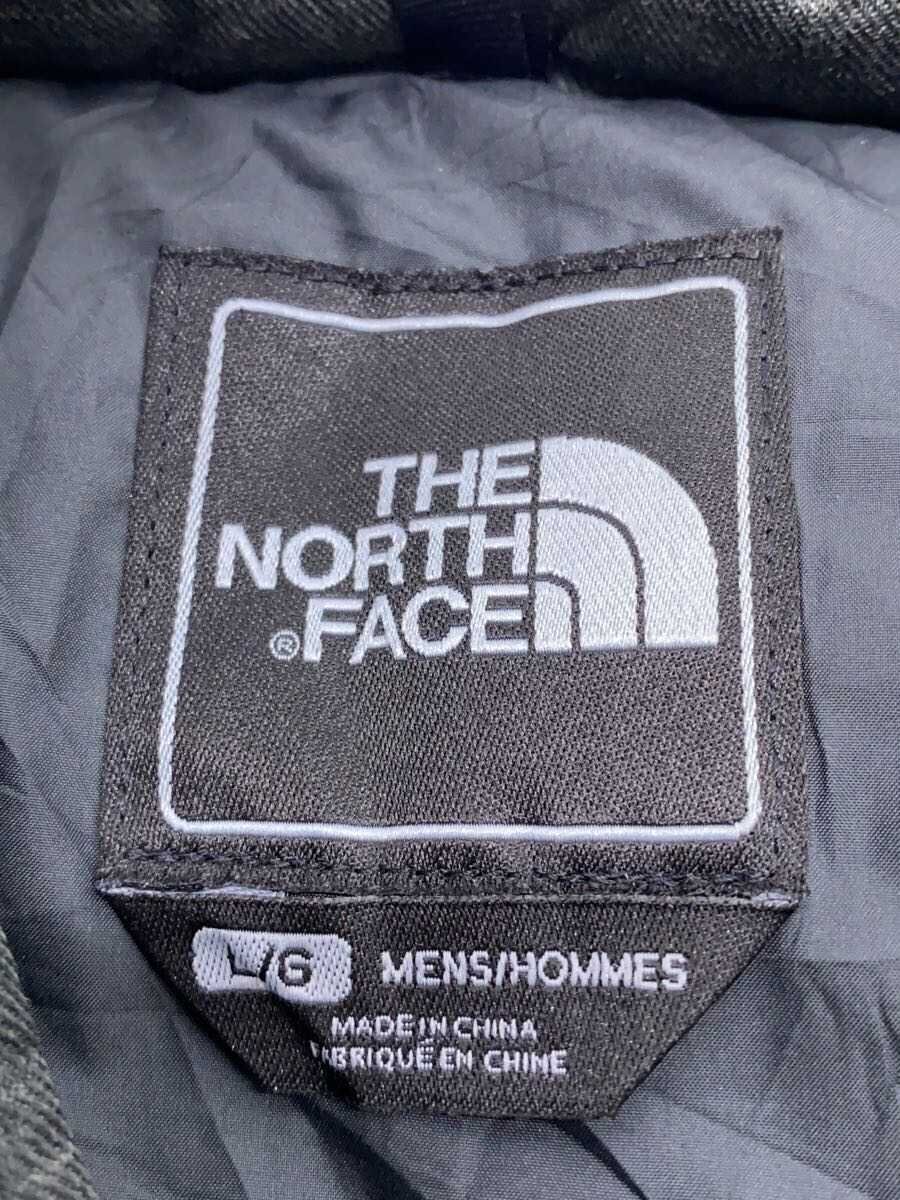 THE
NORTH
® FACE
L/G MENS/HOMMES
MADE IN CHINA
FABRIQUÉ EN CHINE